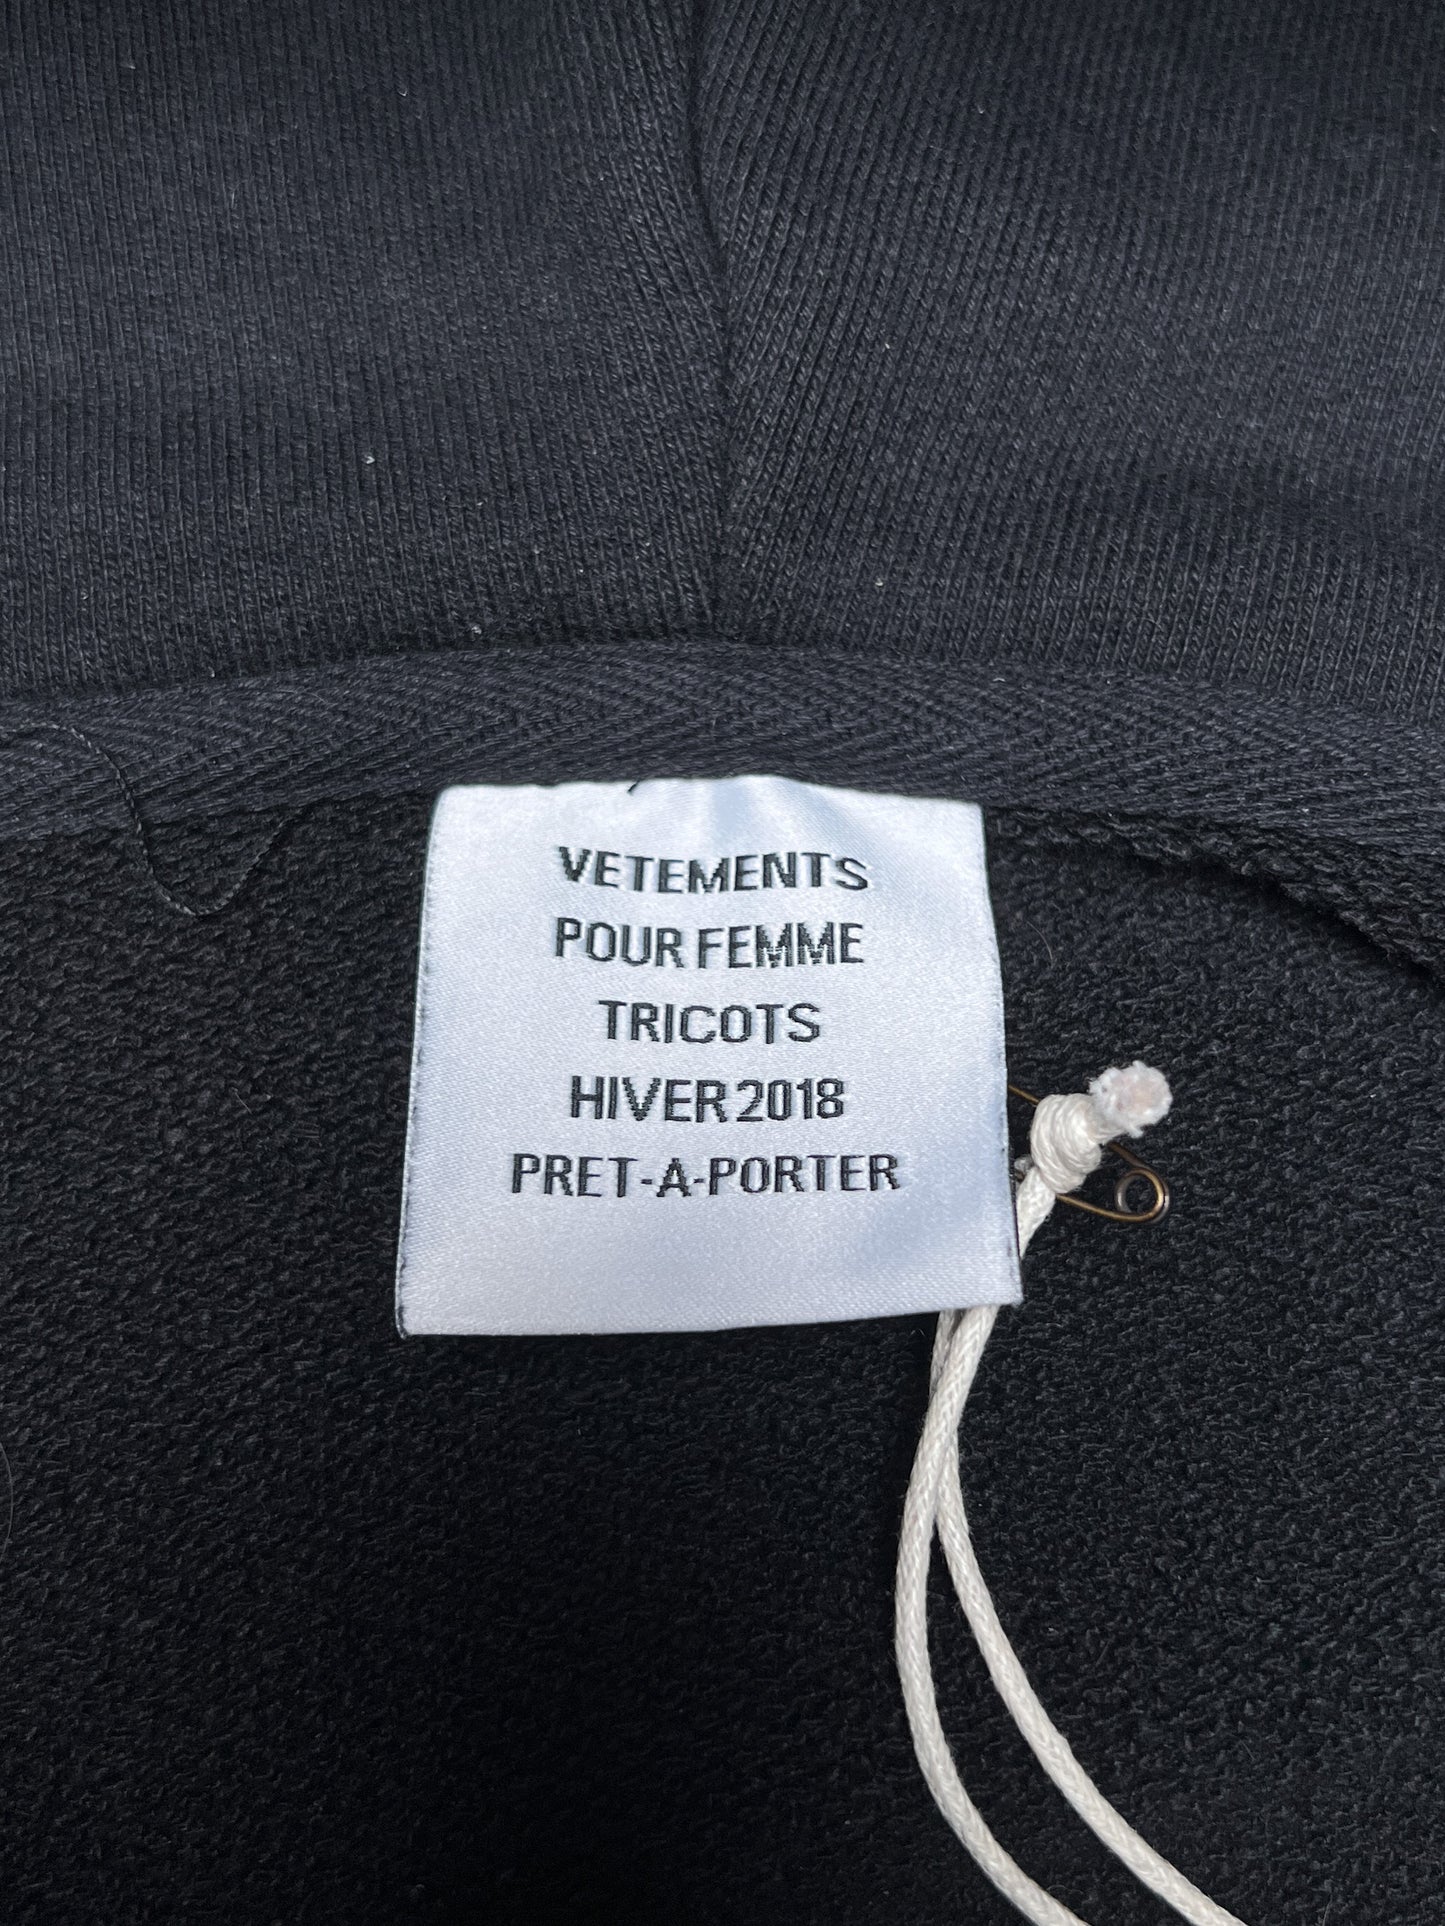 VETEMENTS
POUR FEMME
TRICOTS
HIVER 2018
PRET-A-PORTER